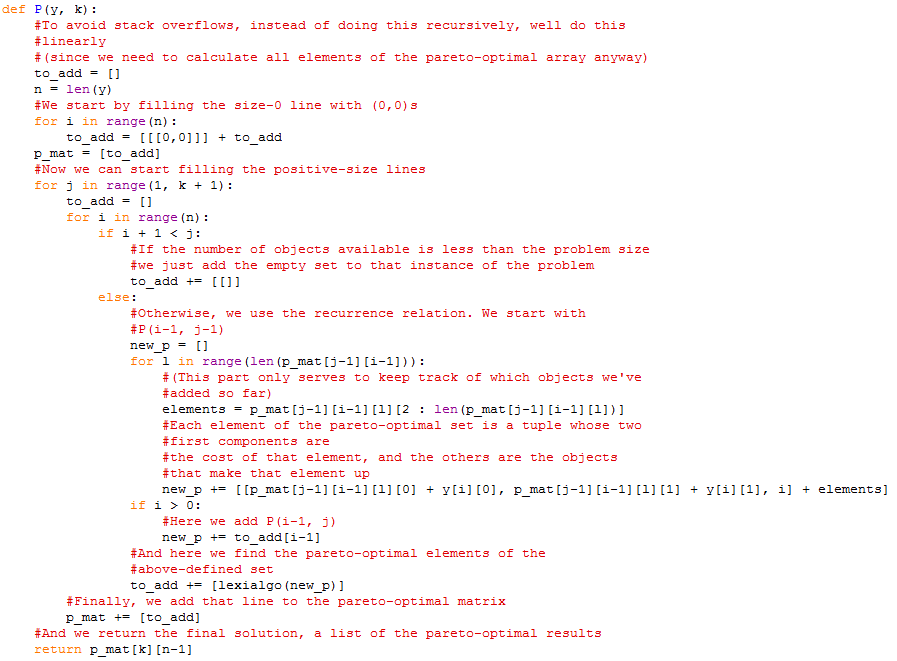 def P(y, k):
    #To avoid stack overflows, instead of doing this recursively, well do this
    #linearly
    #(since we need to calculate all elements of the pareto-optimal array anyway)
    to_add = []
    n = len(y)
    #We start by filling the size-0 line with (0,0)s
    for i in range(n):
        to_add = [[[0,0]]] + to_add
    p_mat = [to_add]
    #Now we can start filling the positive-size lines
    for j in range(1, k + 1):
        to_add = []
        for i in range(n):
            if i + 1 < j:
                #If the number of objects available is less than the problem size
                #we just add the empty set to that instance of the problem
                to_add += [[]]
            else:
                #Otherwise, we use the recurrence relation. We start with
                #P(i-1, j-1)
                new_p = []
                for l in range(len(p_mat[j-1][i-1])):
                    #(This part only serves to keep track of which objects we've
                    #added so far)
                    elements = p_mat[j-1][i-1][l][2 : len(p_mat[j-1][i-1][l])]
                    #Each element of the pareto-optimal set is a tuple whose two
                    #first components are
                    #the cost of that element, and the others are the objects
                    #that make that element up
                    new_p += [[p_mat[j-1][i-1][l][0] + y[i][0], p_mat[j-1][i-1][l][1] + y[i][1], i] + elements]
                if i > 0:
                    #Here we add P(i-1, j)
                    new_p += to_add[i-1]
                #And here we find the pareto-optimal elements of the
                #above-defined set
                to_add += [lexialgo(new_p)]
        #Finally, we add that line to the pareto-optimal matrix
        p_mat += [to_add]
    #And we return the final solution, a list of the pareto-optimal results
    return p_mat[k][n-1]